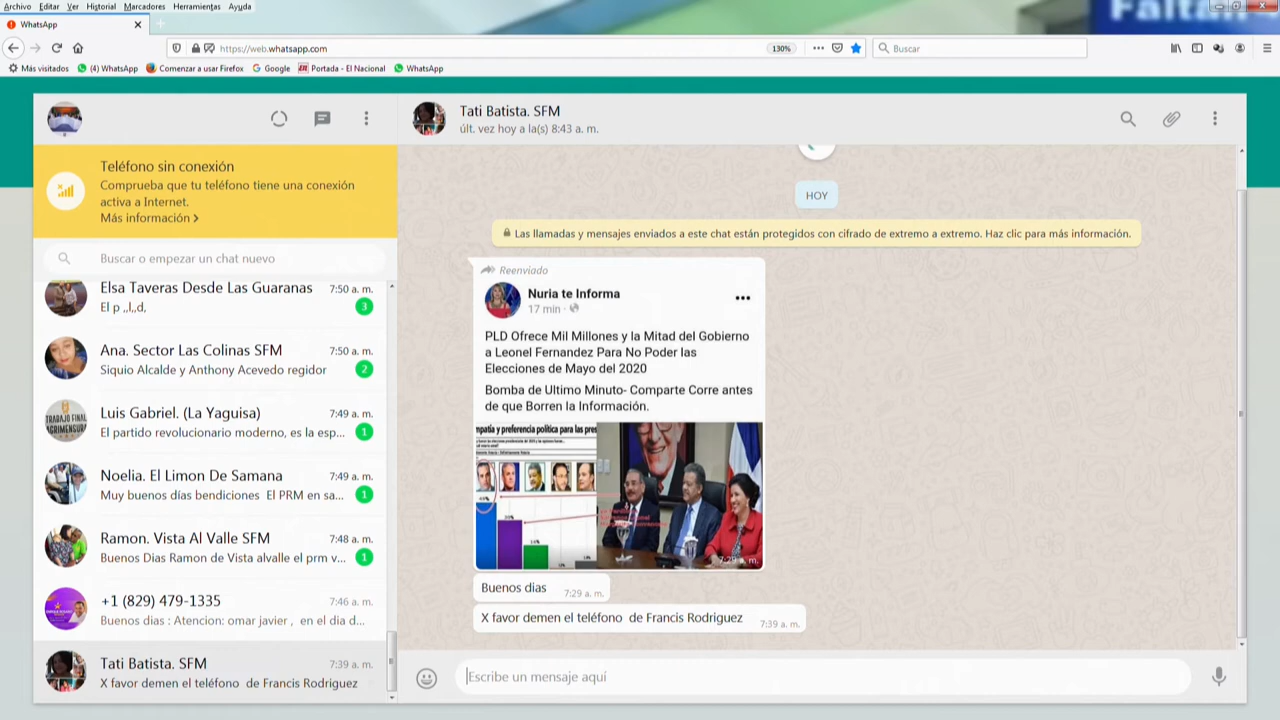 Archivo Editar Ver Historial Marcadores Herramientas Ayuda
Faltan
WhatsApp
https://web.whatsapp.com
130%
Buscar
Más visitados
(4) WhatsApp
Comenzar a usar Firefox
Google
Portada - El Nacional
WhatsApp
Tati Batista. SFM
últ. vez hoy a la(s) 8:43 a. m.
Teléfono sin conexión
Comprueba que tu teléfono tiene una conexión
activa a Internet.
Más información
Buscar o empezar un chat nuevo
Elsa Taveras Desde Las Guaranas 7:50 a. m.
El p ,,l,,d, 3
Ana. Sector Las Colinas SFM 7:50 a. m.
Siquio Alcalde y Anthony Acevedo regidor 2
TRABAJO FINAL
AGRIMENSURA
Luis Gabriel. (La Yaguisa) 7:49 a. m.
El partido revolucionario moderno, es la esp... 1
Noelia. El Limon De Samana 7:49 a. m.
Muy buenos días bendiciones El PRM en sa... 1
Ramon. Vista Al Valle SFM 7:48 a. m.
Buenos Dias Ramon de Vista alvalle el prm v... 1
+1 (829) 479-1335 7:46 a. m.
Buenos dias : Atencion: omar javier , en el dia d...
Tati Batista. SFM 7:39 a. m.
X favor demen el teléfono de Francis Rodriguez
HOY
Las llamadas y mensajes enviados a este chat están protegidos con cifrado de extremo a extremo. Haz clic para más información.
Reenviado
Nuria te Informa
17 min
PLD Ofrece Mil Millones y la Mitad del Gobierno
a Leonel Fernandez Para No Poder las
Elecciones de Mayo del 2020
Bomba de Ultimo Minuto- Comparte Corre antes
de que Borren la Información.
mpatía y preferencia política para las pres
7:29 a. m.
Buenos dias 7:29 a. m.
X favor demen el teléfono de Francis Rodriguez 7:39 a. m.
Escribe un mensaje aquí